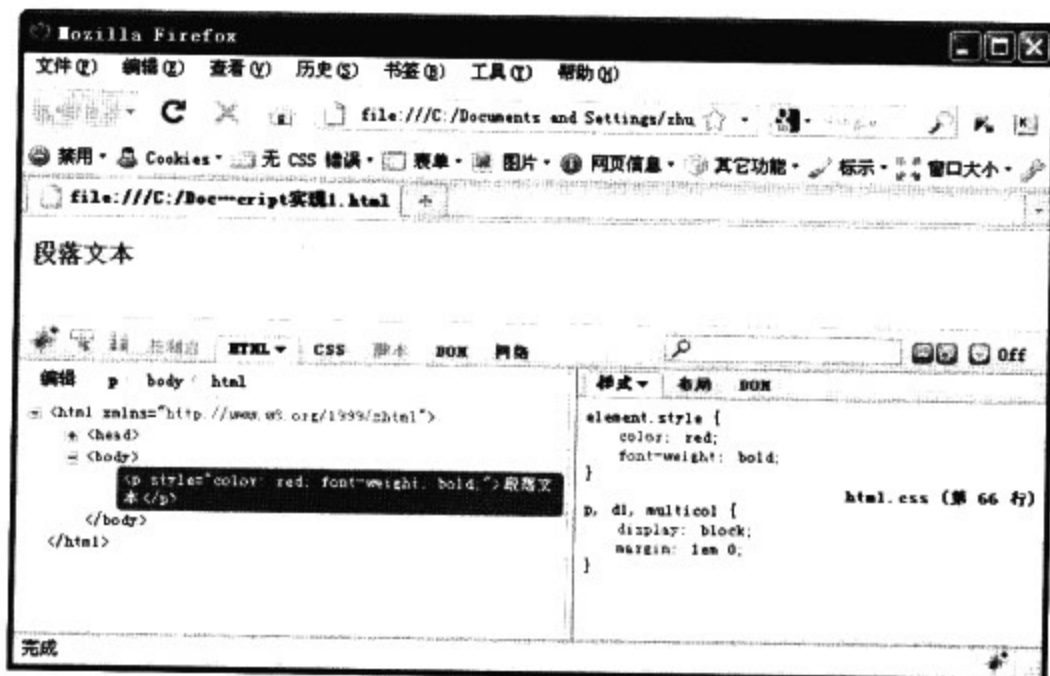 Mozilla Firefox
文件(F) 编辑(E) 查看(V) 历史(S) 书签(B) 工具(T) 帮助(H)
file:///C:/Documents and Settings/zhu
禁用 Cookies 无 CSS 错误 表单 图片 网页信息 其它功能 标示 窗口大小
file:///C:/Doc…cript实现1.html
段落文本
控制台 HTML CSS 脚本 DOM 网络 Off
编辑 p body html
<html xmlns="http://www.w3.org/1999/xhtml">
<head>
<body>
<p style="color: red; font-weight: bold;">段落文
本</p>
</body>
</html>
样式 布局 DOM
element.style {
color: red;
font-weight: bold;
}
html.css (第 66 行)
p, dl, multicol {
display: block;
margin: 1em 0;
}
完成